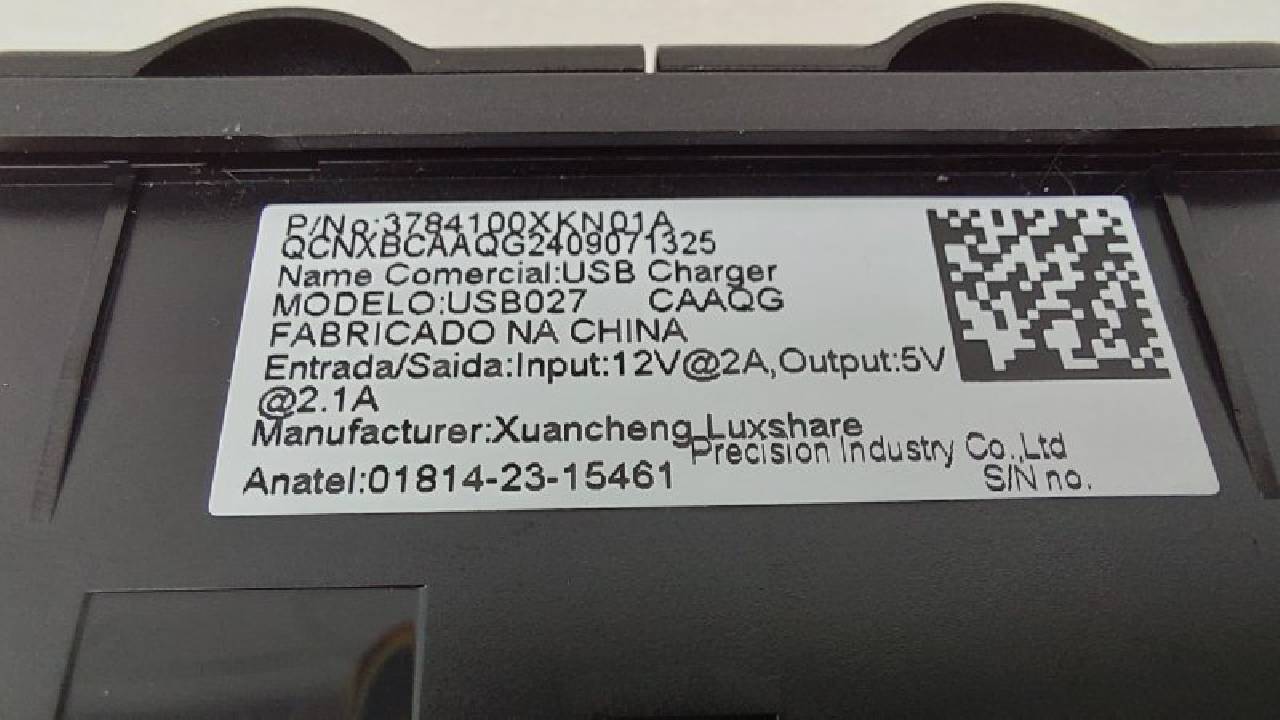 P/No:3784100XKN01A
QCNXBCAAQG2409071325
Name Comercial:USB Charger
MODELO:USB027 CAAQG
FABRICADO NA CHINA
Entrada/Saida:Input:12V@2A,Output:5V
@2.1A
Manufacturer:Xuancheng Luxshare
Precision Industry Co.,Ltd
Anatel:01814-23-15461
S/N no.